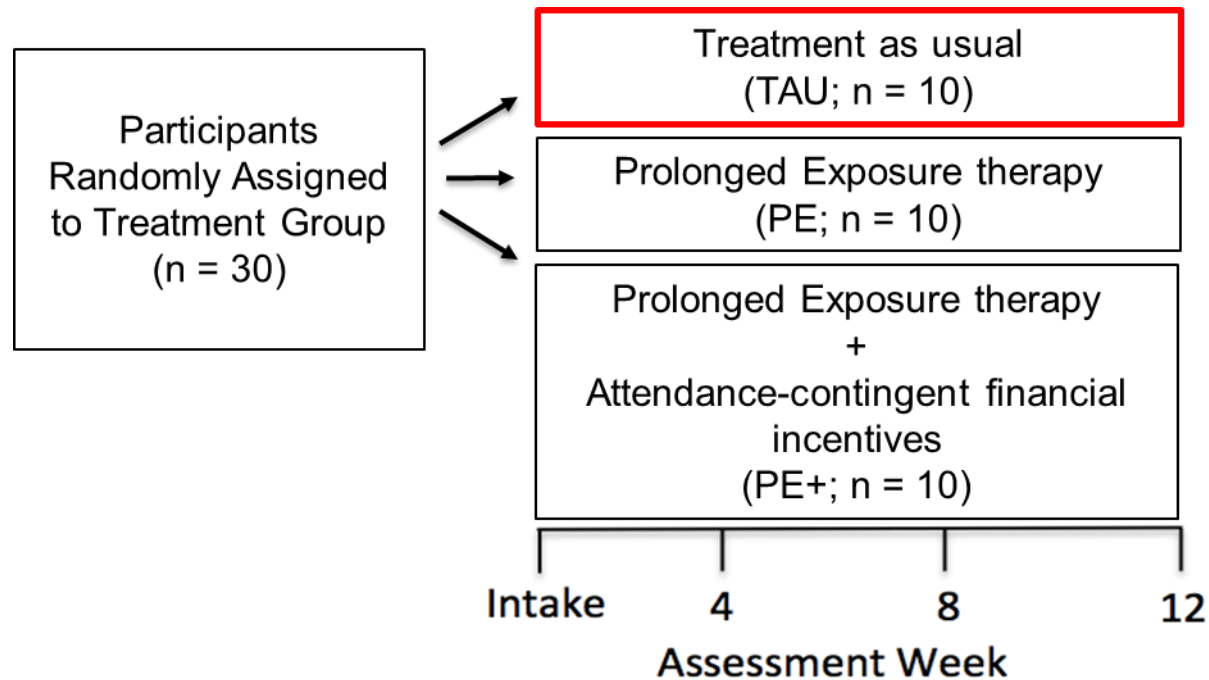 Participants
Randomly Assigned
to Treatment Group
(n = 30)
Treatment as usual
(TAU; n = 10)
Prolonged Exposure therapy
(PE; n = 10)
Prolonged Exposure therapy
+
Attendance-contingent financial
incentives
(PE+; n = 10)
Intake 4 8 12
Assessment Week